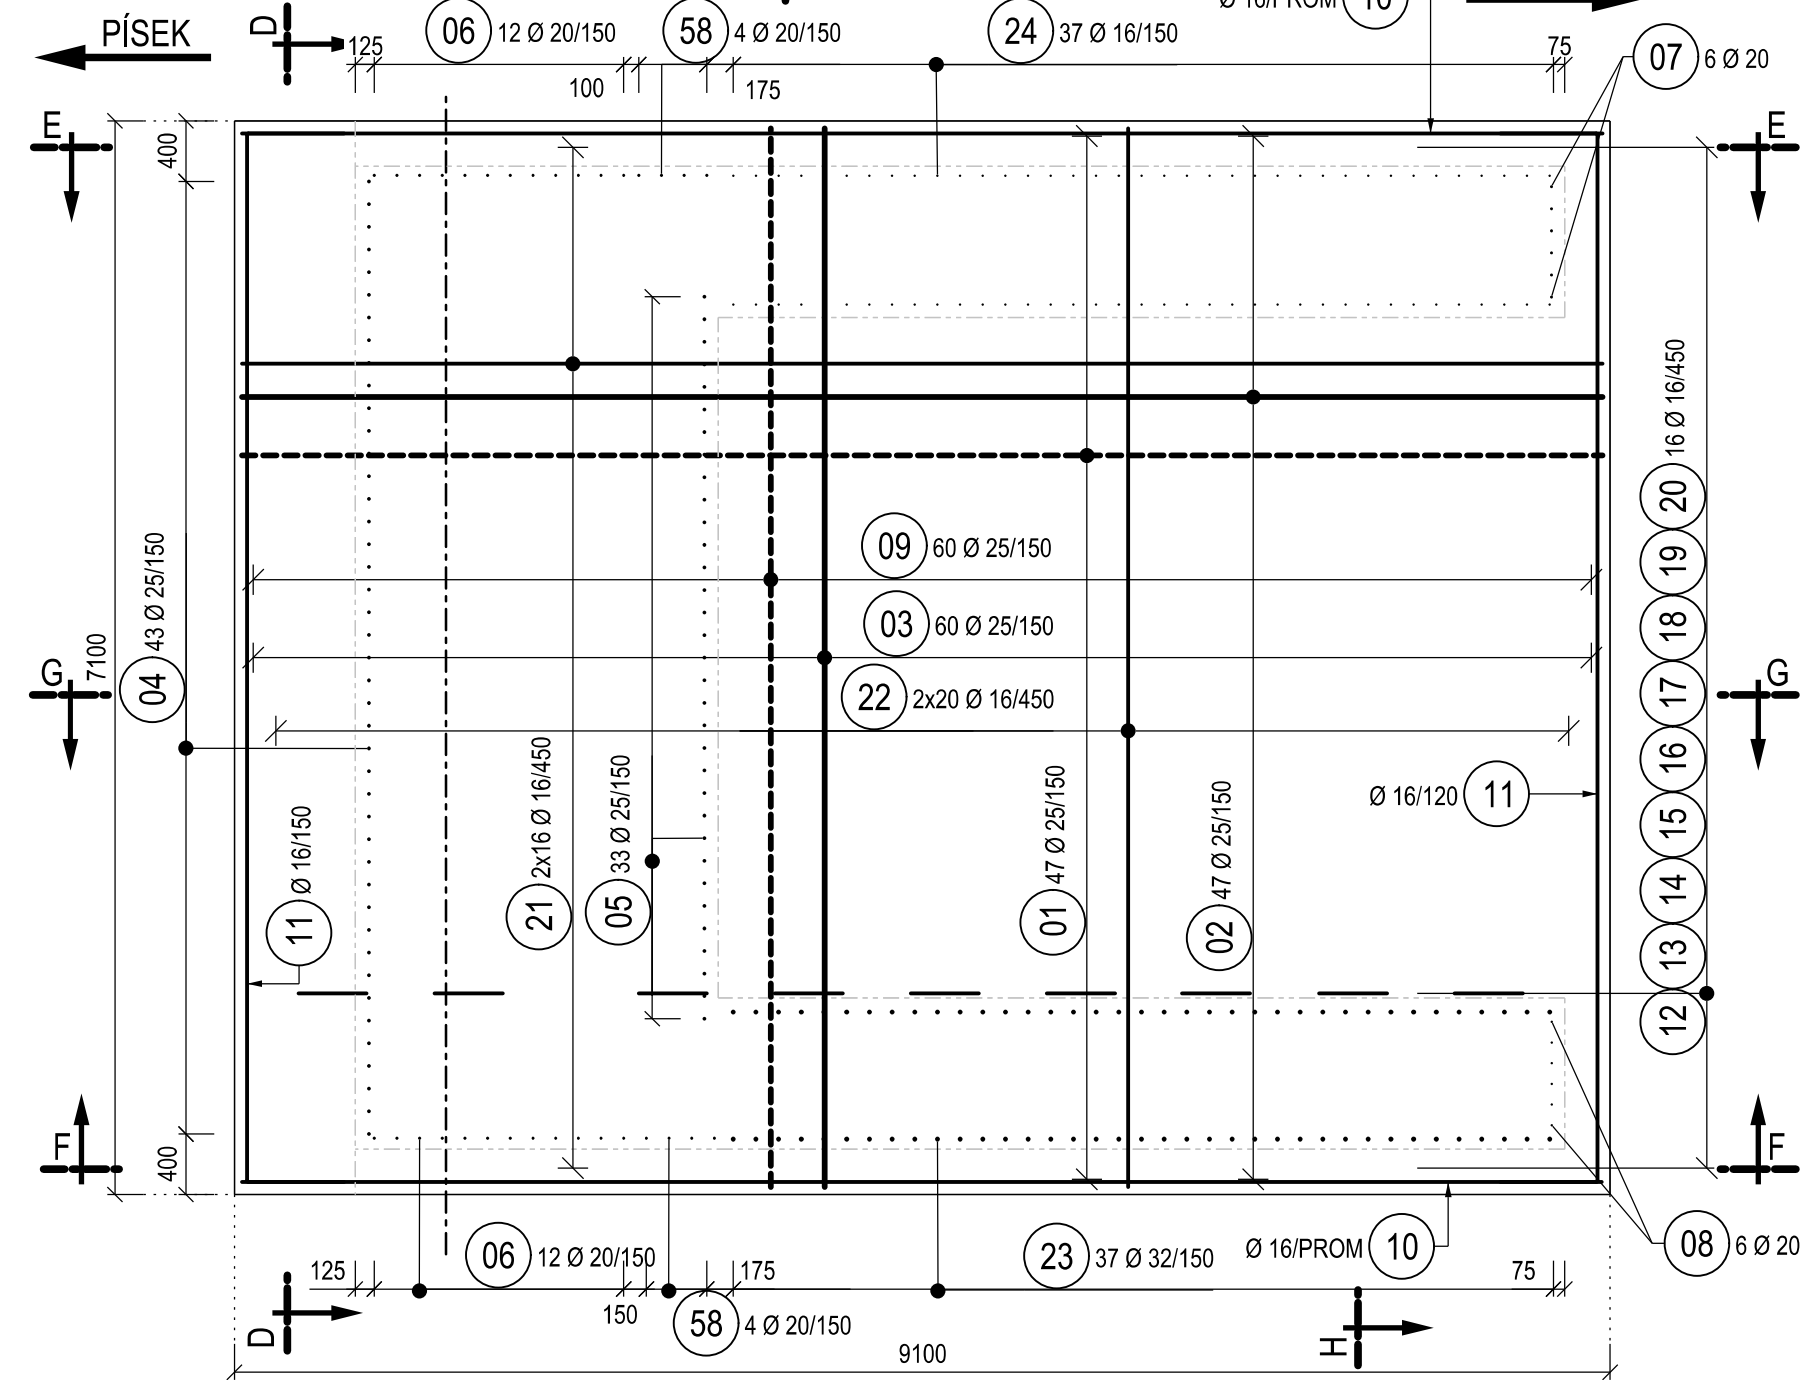 PÍSEK
D
125
06 12 Ø 20/150
58 4 Ø 20/150
24 37 Ø 16/150
Ø 16/PROM 10
75
07 6 Ø 20
100
175
E
E
400
16 Ø 16/450
20
19
18
17
16
15
14
13
12
09 60 Ø 25/150
03 60 Ø 25/150
22 2x20 Ø 16/450
G
G
7100
04 43 Ø 25/150
11 Ø 16/150
21 2x16 Ø 16/450
05 33 Ø 25/150
01 47 Ø 25/150
02 47 Ø 25/150
Ø 16/120 11
F
F
400
125
06 12 Ø 20/150
150
58 4 Ø 20/150
175
23 37 Ø 32/150
Ø 16/PROM 10
75
08 6 Ø 20
D
H
9100